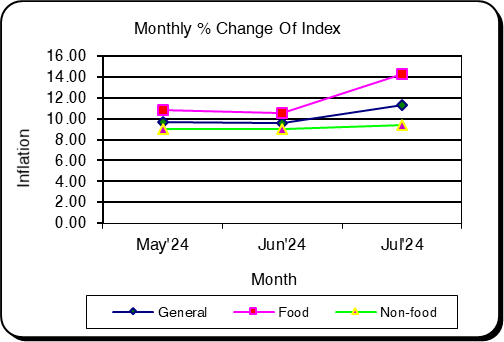 Monthly % Change Of Index
16.00
14.00
12.00
10.00
8.00
6.00
4.00
2.00
0.00
Inflation
May'24 Jun'24 Jul'24
Month
General Food Non-food